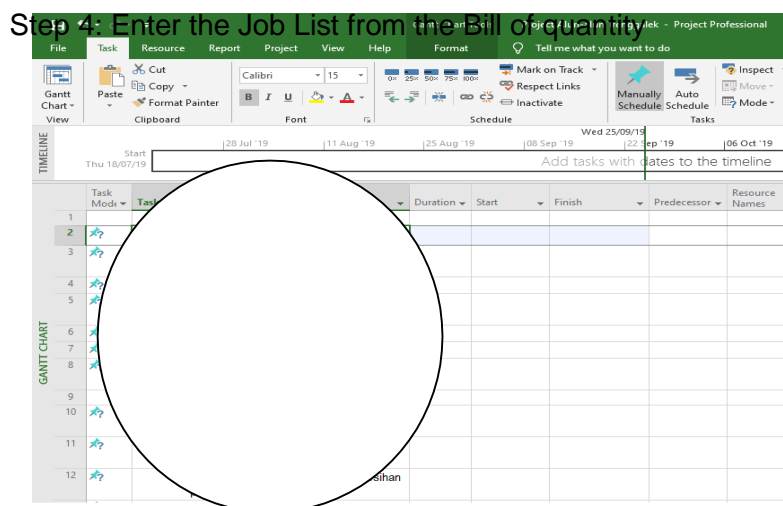 Step 4: Enter the Job List from the Bill of quantity
Project Professional
File Task Resource Report Project View Help Format Tell me what you want to do
Gantt Chart
View
Paste
Cut
Copy
Format Painter
Clipboard
Calibri 15
B I U A
Font
0× 25× 50× 75× 100×
Mark on Track
Respect Links
Inactivate
Schedule
Manually Schedule
Auto Schedule
Inspect
Move
Mode
Tasks
TIMELINE
Wed 25/09/19
Start
Thu 18/07/19
28 Jul '19 11 Aug '19 25 Aug '19 08 Sep '19 22 Sep '19 06 Oct '19
Add tasks with dates to the timeline
GANTT CHART
Task Mode Duration Start Finish Predecessor Resource Names
1
2
3
4
5
6
7
8
9
10
11
12